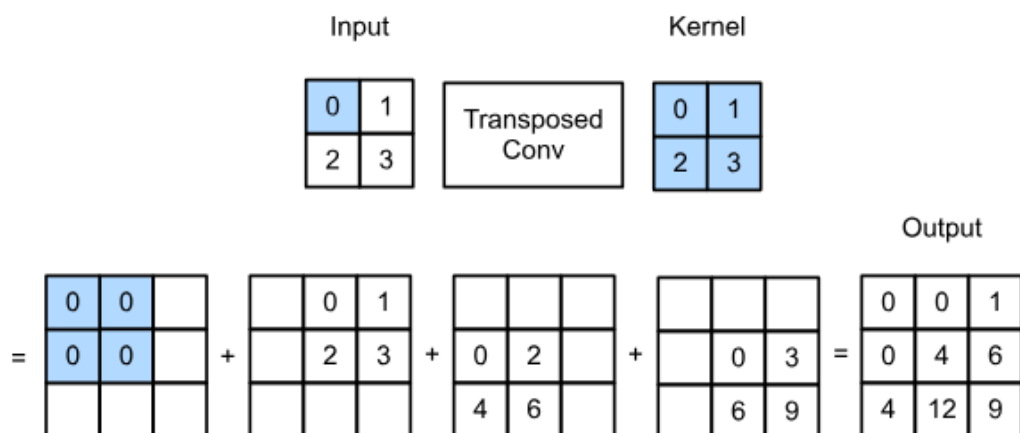 Input Kernel
0 1 Transposed Conv 0 1
2 3 2 3
Output
0 0 0 1 0 0 1
= 0 0 + 2 3 + 0 2 + 0 3 = 0 4 6
4 6 6 9 4 12 9